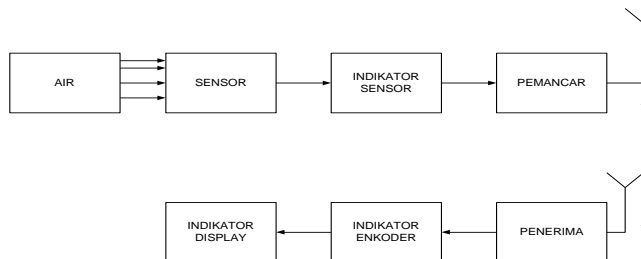 AIR
SENSOR
INDIKATOR
SENSOR
PEMANCAR
INDIKATOR
DISPLAY
INDIKATOR
ENKODER
PENERIMA